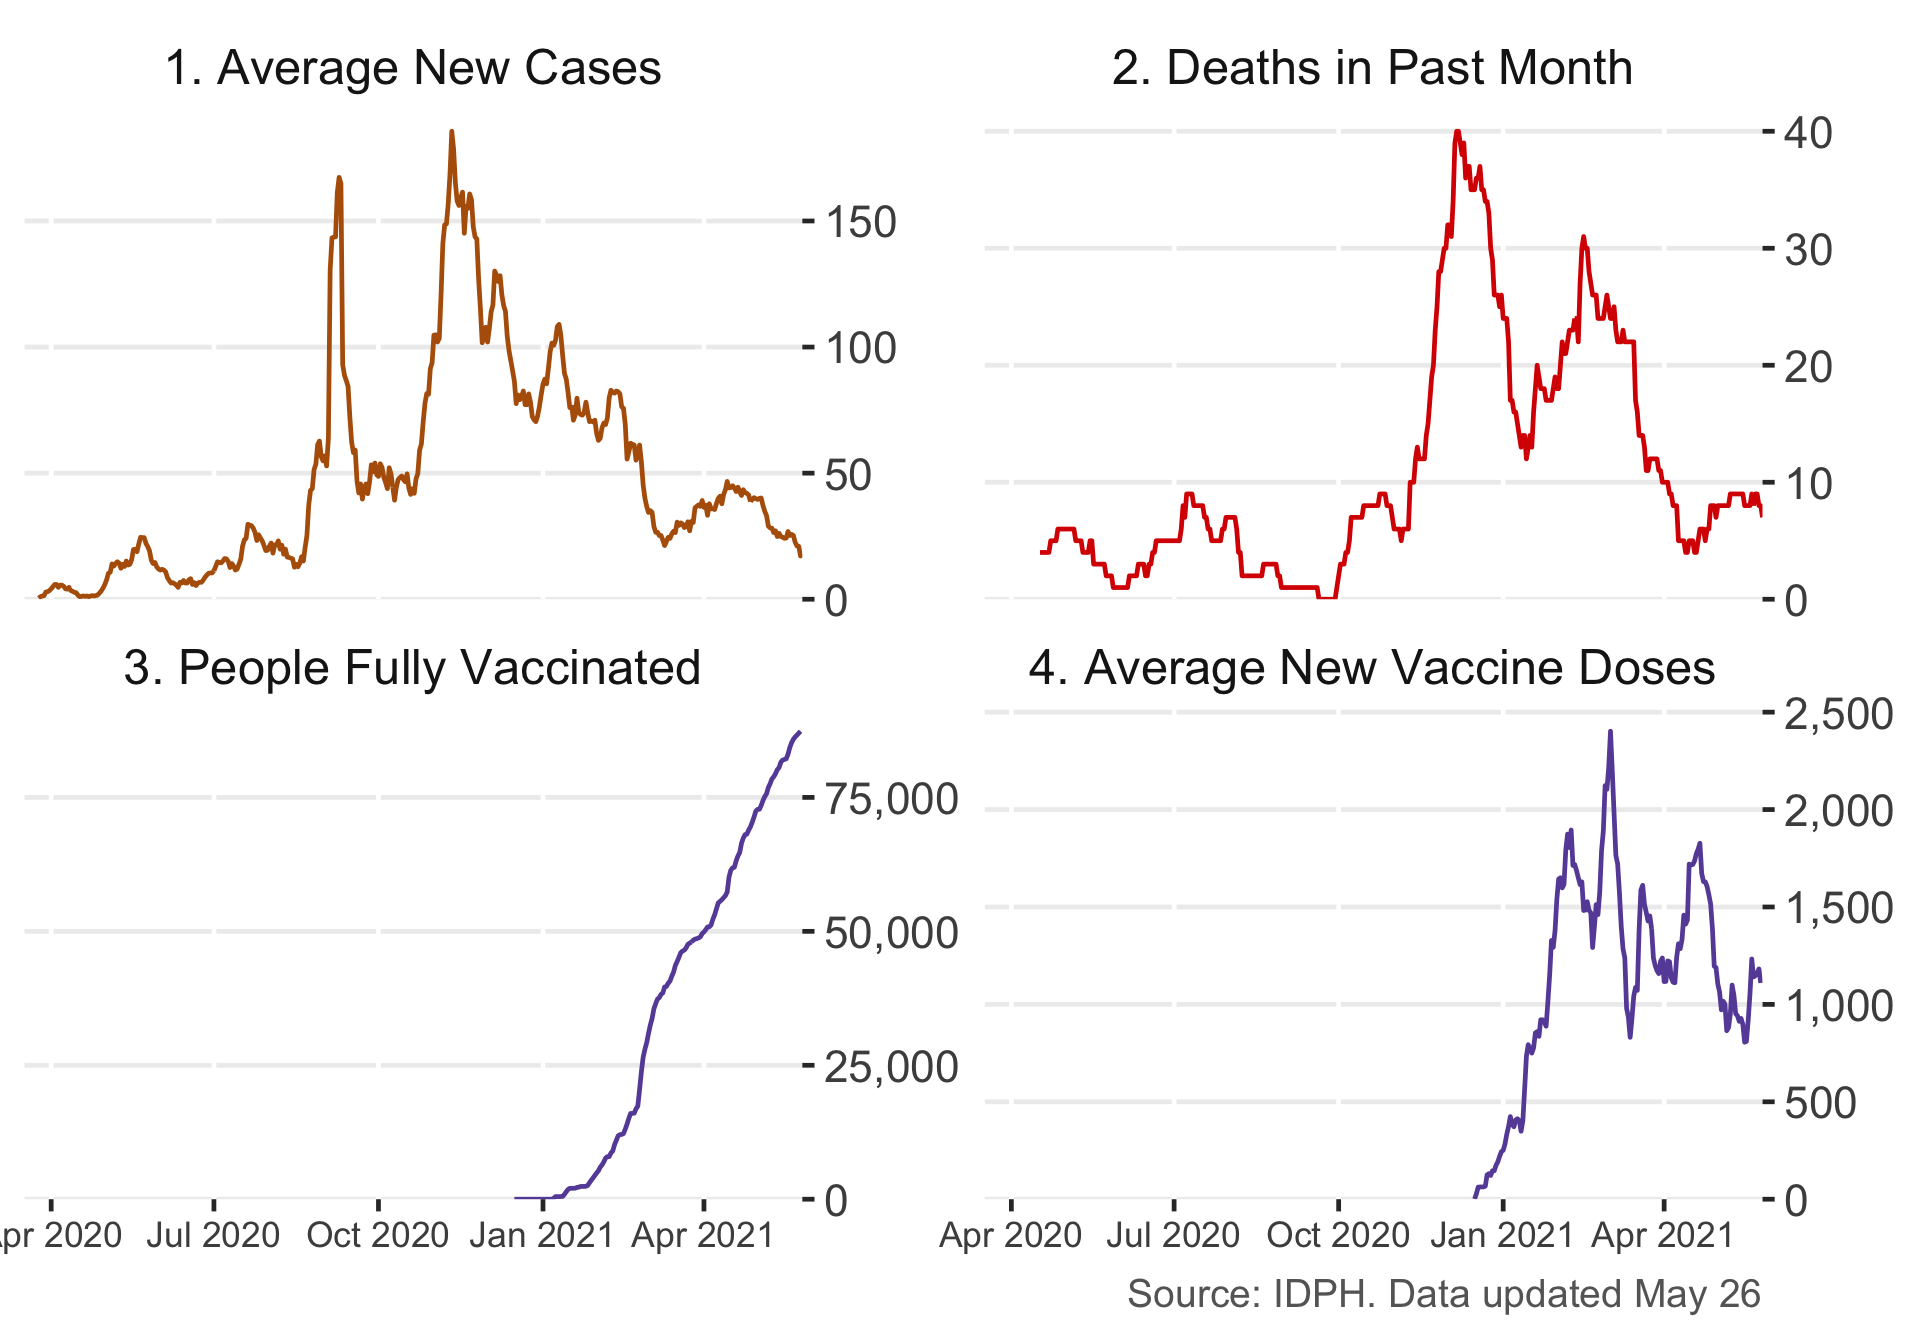 1. Average New Cases
2. Deaths in Past Month
150
100
50
0
40
30
20
10
0
3. People Fully Vaccinated
4. Average New Vaccine Doses
75,000
50,000
25,000
0
2,500
2,000
1,500
1,000
500
0
pr 2020 Jul 2020 Oct 2020 Jan 2021 Apr 2021
Apr 2020 Jul 2020 Oct 2020 Jan 2021 Apr 2021
Source: IDPH. Data updated May 26